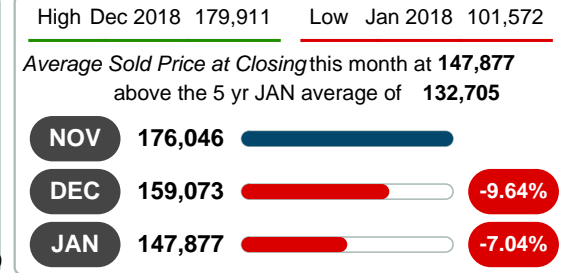 High Dec 2018 179,911 Low Jan 2018 101,572
Average Sold Price at Closing this month at 147,877
above the 5 yr JAN average of 132,705
NOV 176,046
DEC 159,073 -9.64%
JAN 147,877 -7.04%